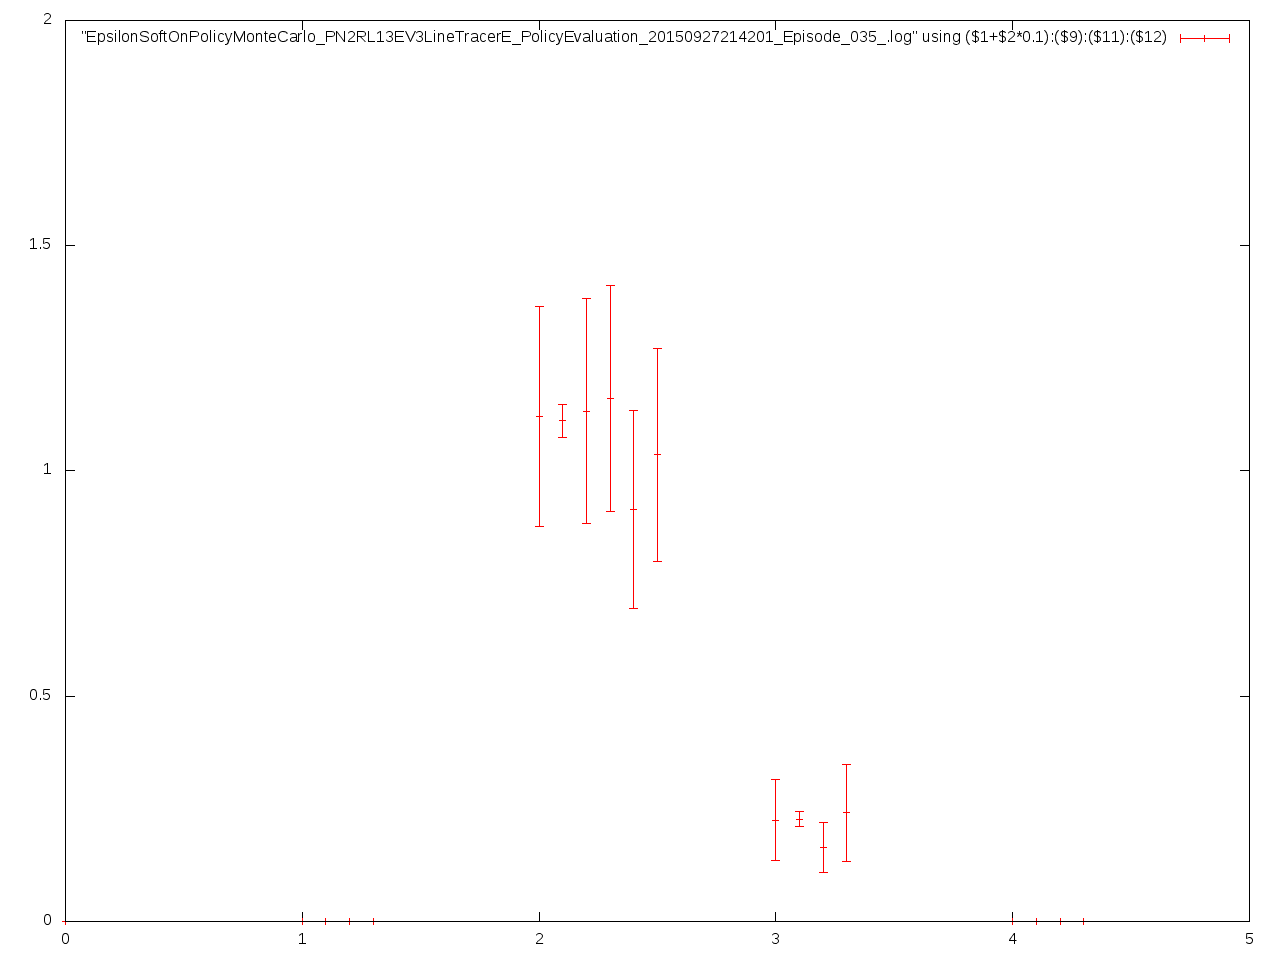 2
"EpsilonSoftOnPolicyMonteCarlo_PN2RL13EV3LineTracerE_PolicyEvaluation_20150927214201_Episode_035_.log" using ($1+$2*0.1):($9):($11):($12)
1.5
1
0.5
0
0 1 2 3 4 5